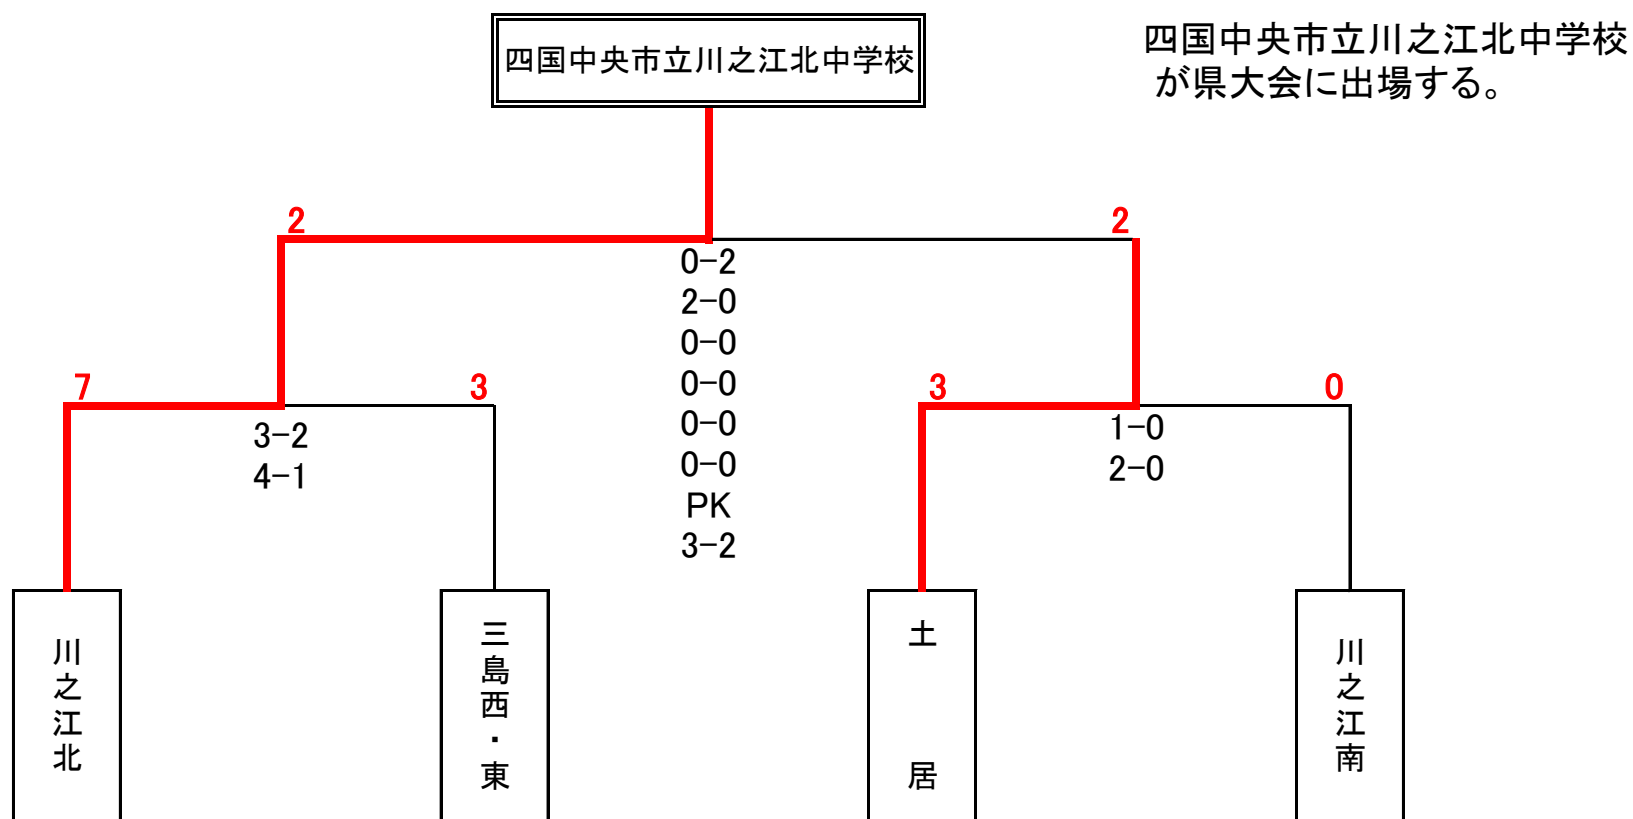 四国中央市立川之江北中学校
四国中央市立川之江北中学校
が県大会に出場する。
2
2
0-2
2-0
0-0
0-0
0-0
0-0
PK
3-2
7
3
3-2
4-1
3
0
1-0
2-0
川之江北
三島西・東
土居
川之江南